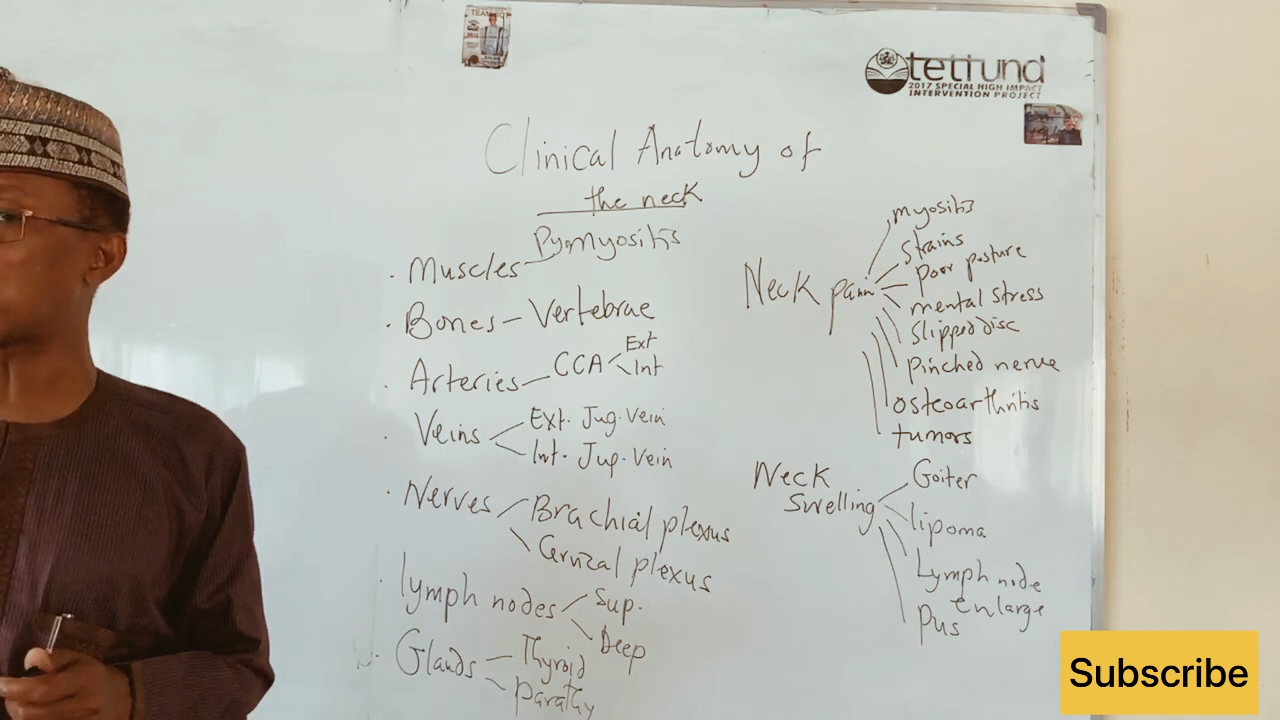 TEAM
tetfund
2017 SPECIAL HIGH IMPACT
INTERVENTION PROJECT
Clinical Anatomy of
the neck
· Muscles - Pyomyositis
· Bones - Vertebrae
· Arteries - CCA < Ext
Int
· Veins < Ext. Jug. Vein
Int. Jug. Vein
· Nerves < Brachial plexus
Cervical plexus
· lymph nodes < Sup.
Deep
· Glands - Thyroid
parathy
Neck pain
myositis
Strains
Poor posture
mental stress
Slipped disc
Pinched nerve
osteoarthritis
tumors
Neck
Swelling
Goiter
lipoma
Lymph node
enlarge
Pus
Subscribe